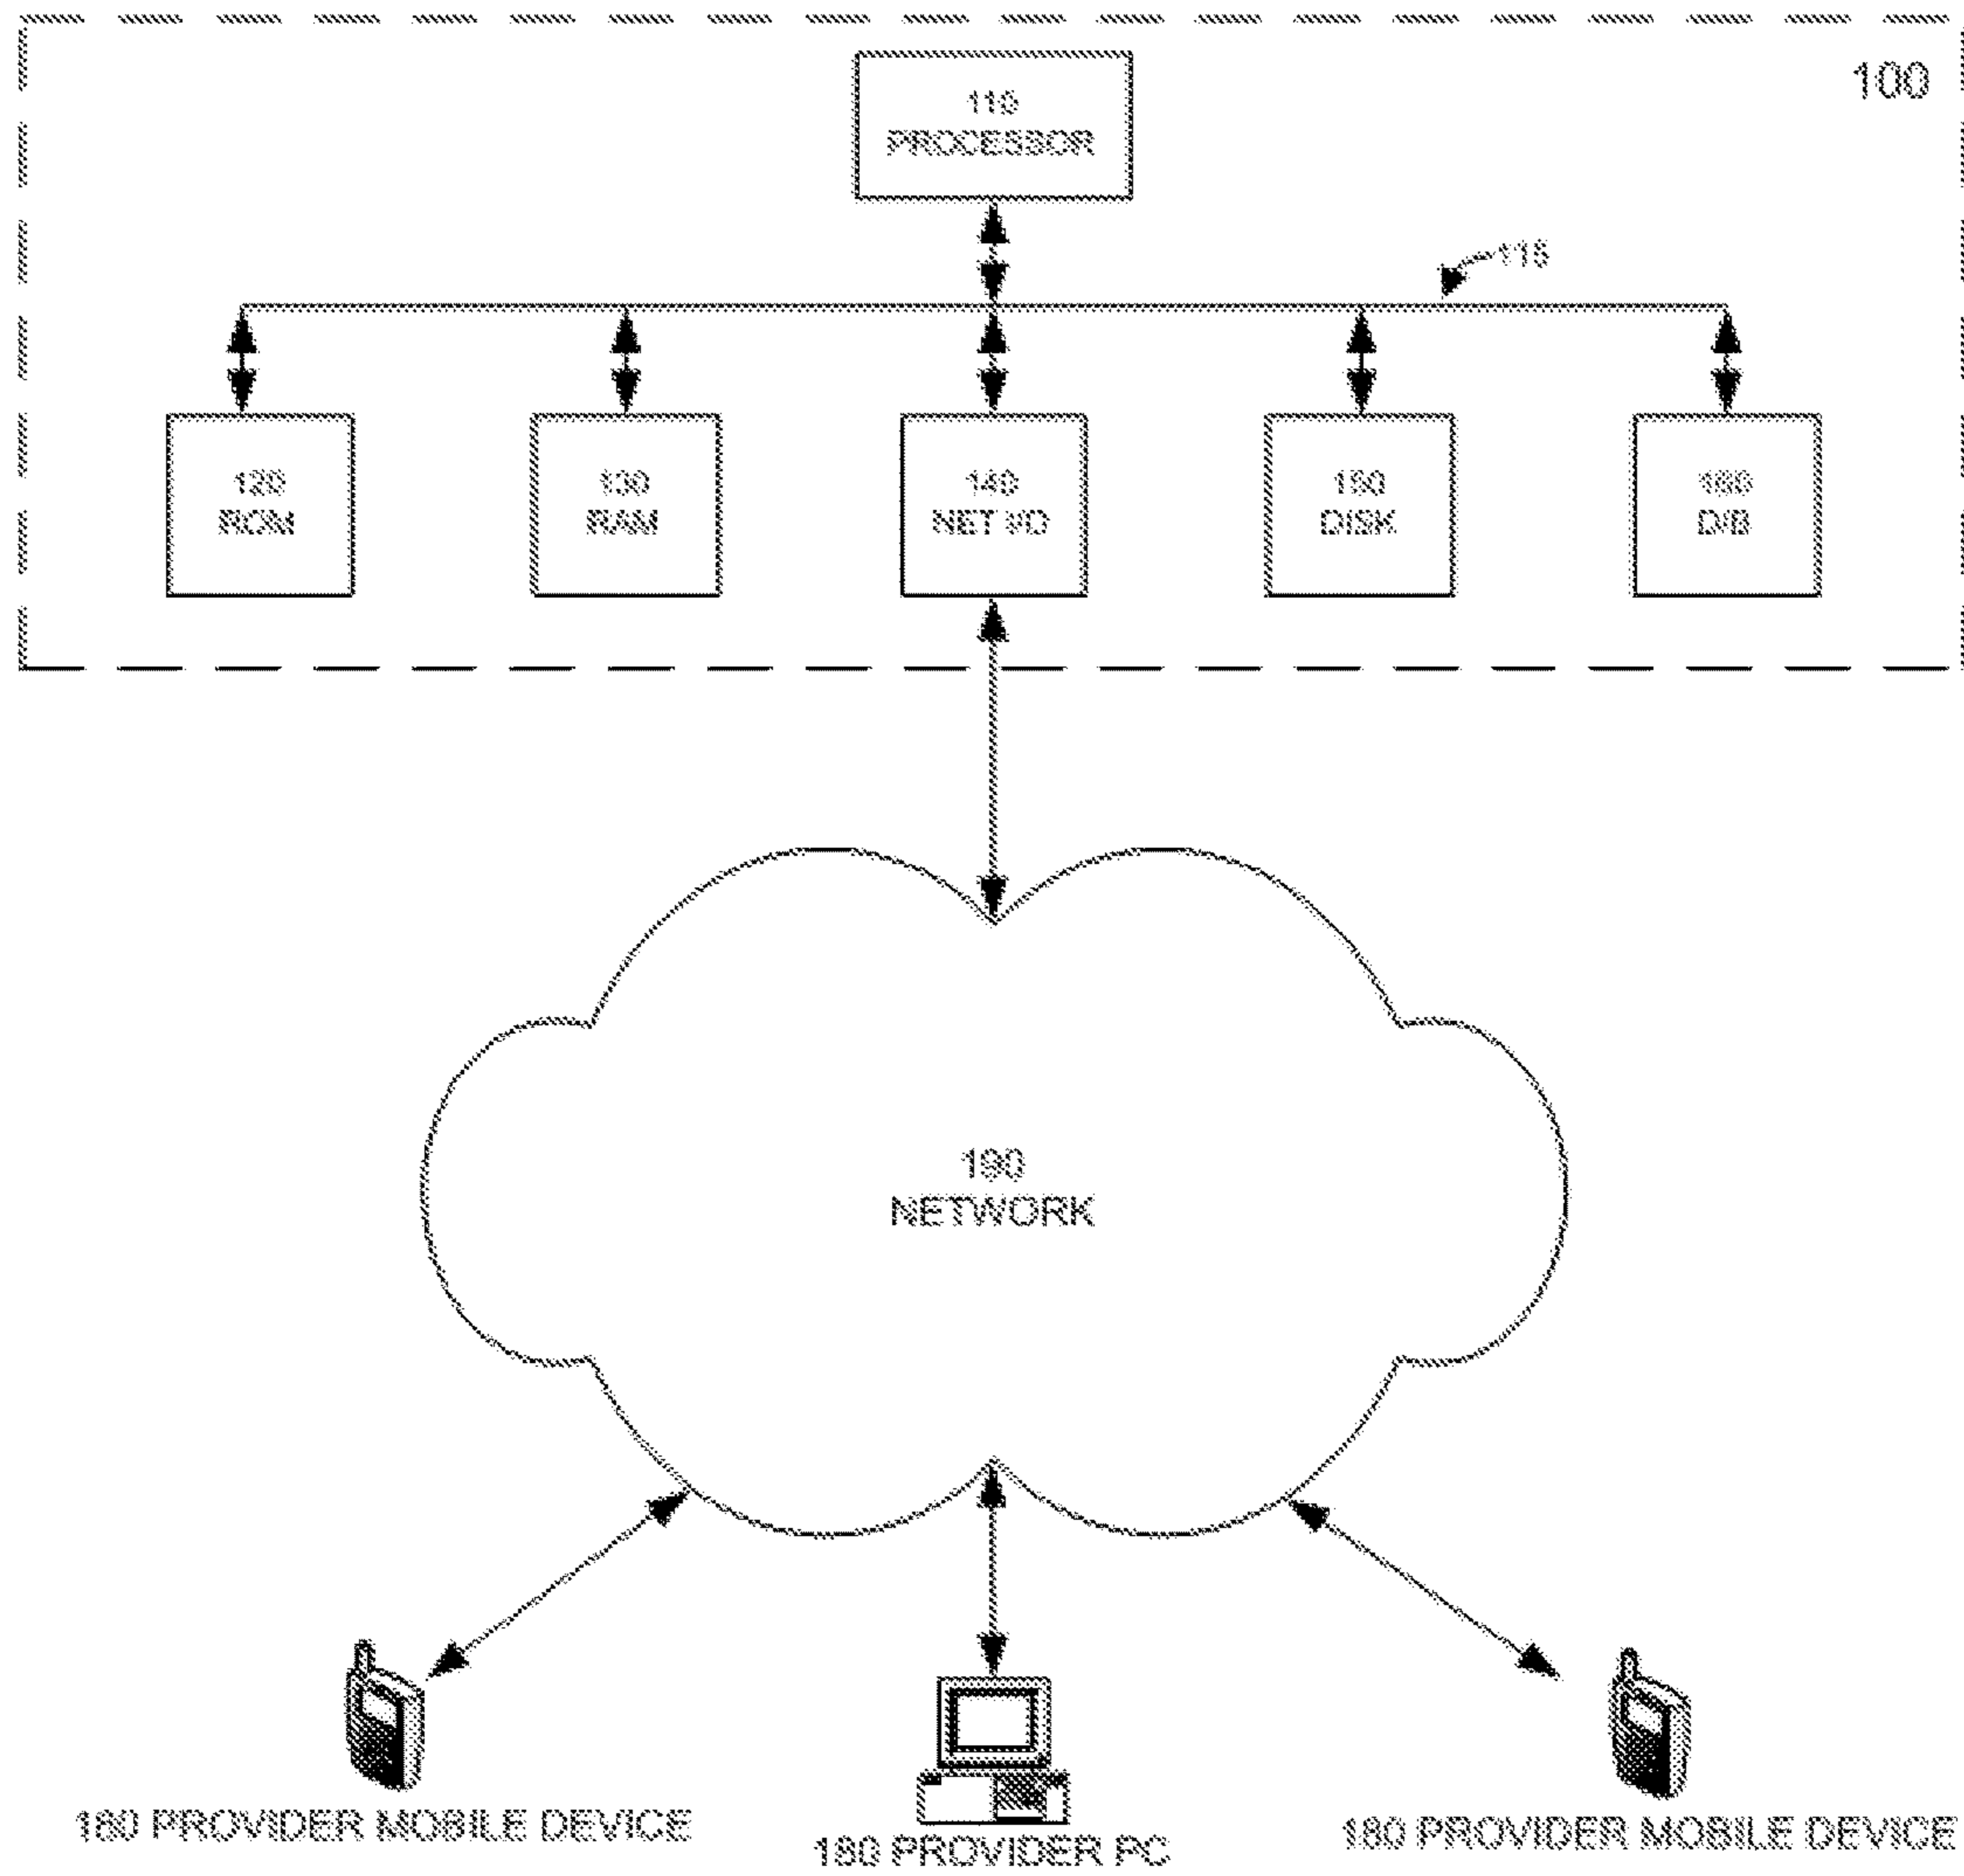 100
110
PROCESSOR
115
120
ROM
130
RAM
140
NET I/O
150
DISK
160
D/B
190
NETWORK
180 PROVIDER MOBILE DEVICE
180 PROVIDER PC
180 PROVIDER MOBILE DEVICE